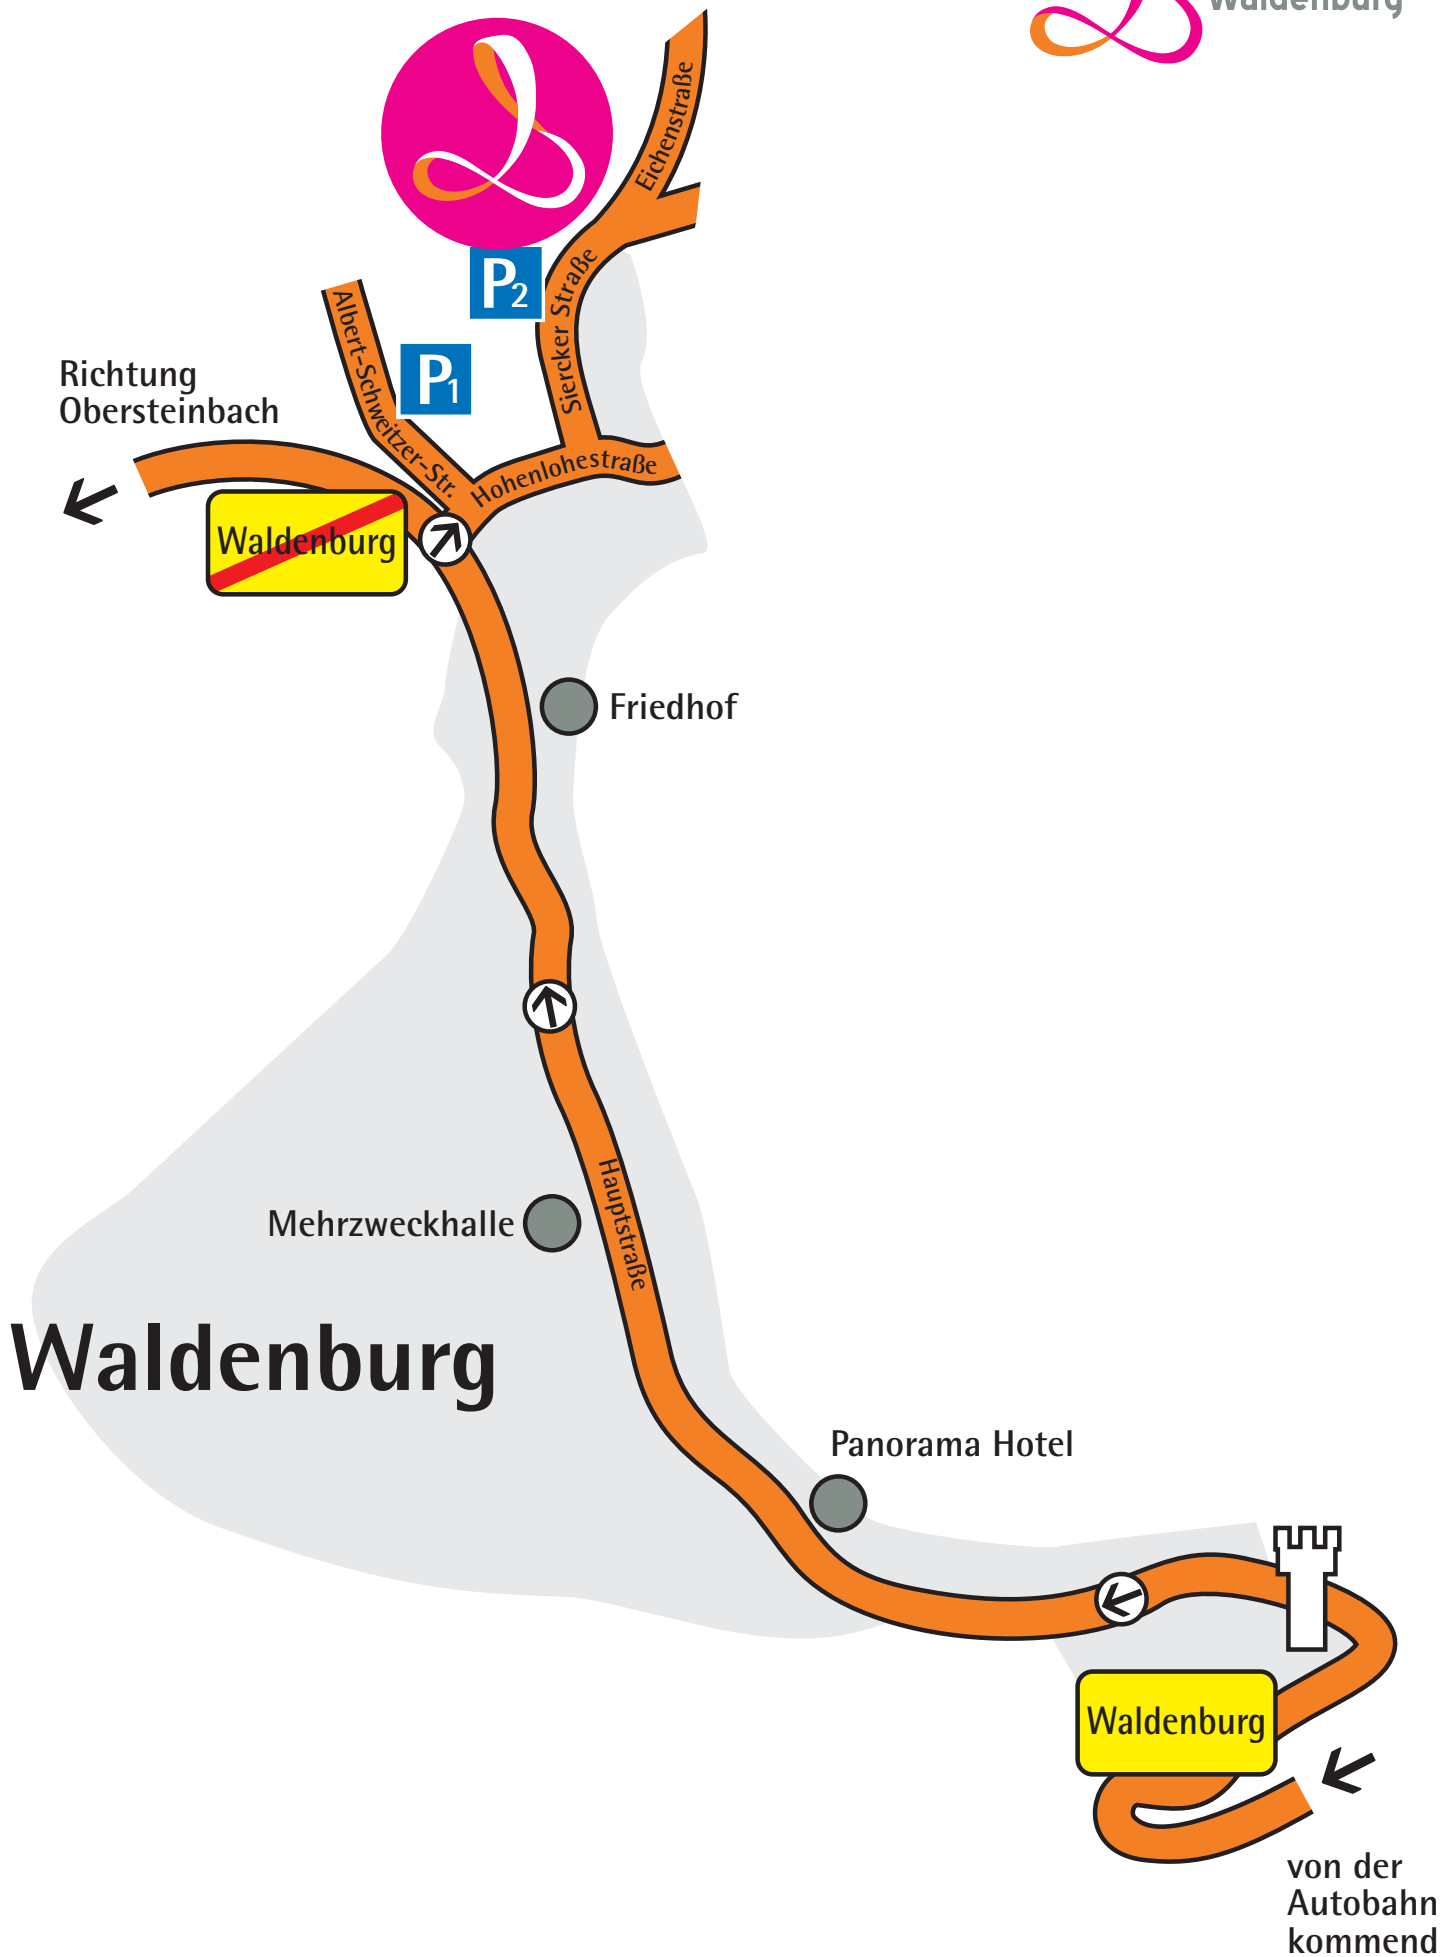 Waldenburg
Eichenstraße
P2
Siercker Straße
Albert-Schweitzer-Str.
P1
Richtung
Obersteinbach
Hohenlohestraße
Waldenburg
Friedhof
Hauptstraße
Mehrzweckhalle
Waldenburg
Panorama Hotel
Waldenburg
von der
Autobahn
kommend